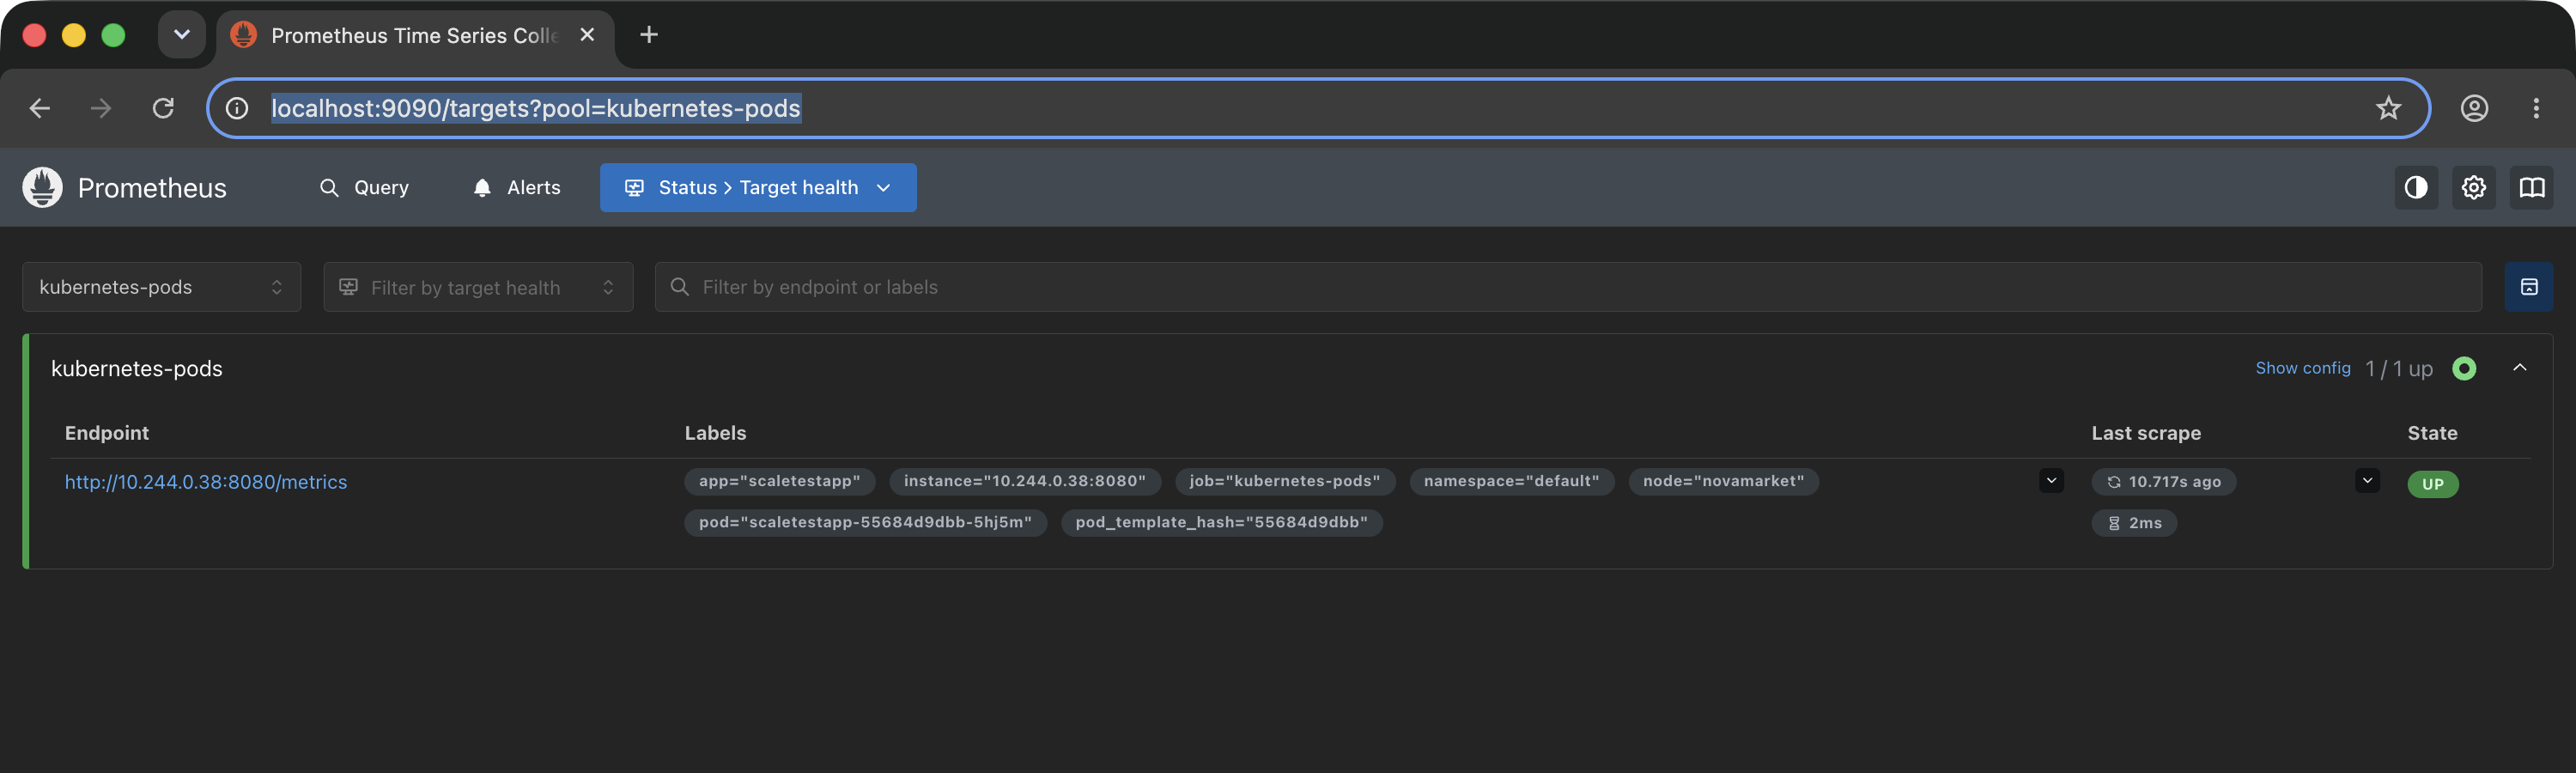 Prometheus Time Series Colle
localhost:9090/targets?pool=kubernetes-pods
Prometheus Query Alerts Status > Target health
kubernetes-pods Filter by target health Filter by endpoint or labels
kubernetes-pods Show config 1 / 1 up
Endpoint Labels Last scrape State
http://10.244.0.38:8080/metrics app="scaletestapp" instance="10.244.0.38:8080" job="kubernetes-pods" namespace="default" node="novamarket" 10.717s ago UP
pod="scaletestapp-55684d9dbb-5hj5m" pod_template_hash="55684d9dbb" 2ms